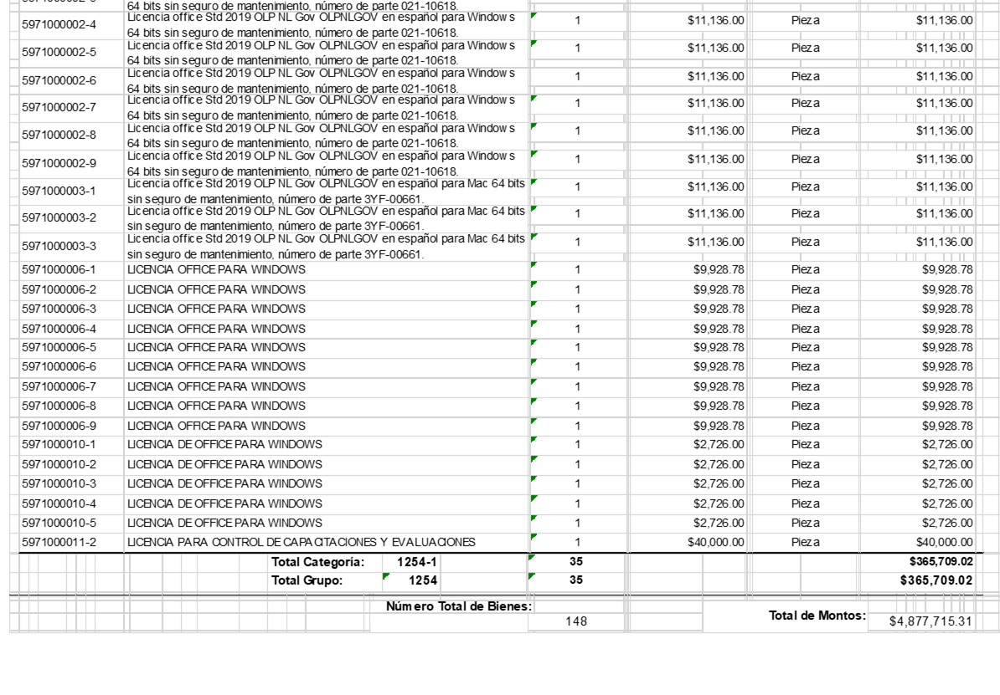 64 bits sin seguro de mantenimiento, número de parte 021-10618.
5971000002-4 Licencia office Std 2019 OLP NL Gov OLPNLGOV en español para Windows 1 $11,136.00 Pieza $11,136.00
64 bits sin seguro de mantenimiento, número de parte 021-10618.
5971000002-5 Licencia office Std 2019 OLP NL Gov OLPNLGOV en español para Windows 1 $11,136.00 Pieza $11,136.00
64 bits sin seguro de mantenimiento, número de parte 021-10618.
5971000002-6 Licencia office Std 2019 OLP NL Gov OLPNLGOV en español para Windows 1 $11,136.00 Pieza $11,136.00
64 bits sin seguro de mantenimiento, número de parte 021-10618.
5971000002-7 Licencia office Std 2019 OLP NL Gov OLPNLGOV en español para Windows 1 $11,136.00 Pieza $11,136.00
64 bits sin seguro de mantenimiento, número de parte 021-10618.
5971000002-8 Licencia office Std 2019 OLP NL Gov OLPNLGOV en español para Windows 1 $11,136.00 Pieza $11,136.00
64 bits sin seguro de mantenimiento, número de parte 021-10618.
5971000002-9 Licencia office Std 2019 OLP NL Gov OLPNLGOV en español para Windows 1 $11,136.00 Pieza $11,136.00
64 bits sin seguro de mantenimiento, número de parte 021-10618.
5971000003-1 Licencia office Std 2019 OLP NL Gov OLPNLGOV en español para Mac 64 bits 1 $11,136.00 Pieza $11,136.00
sin seguro de mantenimiento, número de parte 3YF-00661.
5971000003-2 Licencia office Std 2019 OLP NL Gov OLPNLGOV en español para Mac 64 bits 1 $11,136.00 Pieza $11,136.00
sin seguro de mantenimiento, número de parte 3YF-00661.
5971000003-3 Licencia office Std 2019 OLP NL Gov OLPNLGOV en español para Mac 64 bits 1 $11,136.00 Pieza $11,136.00
sin seguro de mantenimiento, número de parte 3YF-00661.
5971000006-1 LICENCIA OFFICE PARA WINDOWS 1 $9,928.78 Pieza $9,928.78
5971000006-2 LICENCIA OFFICE PARA WINDOWS 1 $9,928.78 Pieza $9,928.78
5971000006-3 LICENCIA OFFICE PARA WINDOWS 1 $9,928.78 Pieza $9,928.78
5971000006-4 LICENCIA OFFICE PARA WINDOWS 1 $9,928.78 Pieza $9,928.78
5971000006-5 LICENCIA OFFICE PARA WINDOWS 1 $9,928.78 Pieza $9,928.78
5971000006-6 LICENCIA OFFICE PARA WINDOWS 1 $9,928.78 Pieza $9,928.78
5971000006-7 LICENCIA OFFICE PARA WINDOWS 1 $9,928.78 Pieza $9,928.78
5971000006-8 LICENCIA OFFICE PARA WINDOWS 1 $9,928.78 Pieza $9,928.78
5971000006-9 LICENCIA OFFICE PARA WINDOWS 1 $9,928.78 Pieza $9,928.78
5971000010-1 LICENCIA DE OFFICE PARA WINDOWS 1 $2,726.00 Pieza $2,726.00
5971000010-2 LICENCIA DE OFFICE PARA WINDOWS 1 $2,726.00 Pieza $2,726.00
5971000010-3 LICENCIA DE OFFICE PARA WINDOWS 1 $2,726.00 Pieza $2,726.00
5971000010-4 LICENCIA DE OFFICE PARA WINDOWS 1 $2,726.00 Pieza $2,726.00
5971000010-5 LICENCIA DE OFFICE PARA WINDOWS 1 $2,726.00 Pieza $2,726.00
5971000011-2 LICENCIA PARA CONTROL DE CAPACITACIONES Y EVALUACIONES 1 $40,000.00 Pieza $40,000.00
Total Categoría: 1254-1 35 $365,709.02
Total Grupo: 1254 35 $365,709.02
Número Total de Bienes: 148 Total de Montos: $4,877,715.31